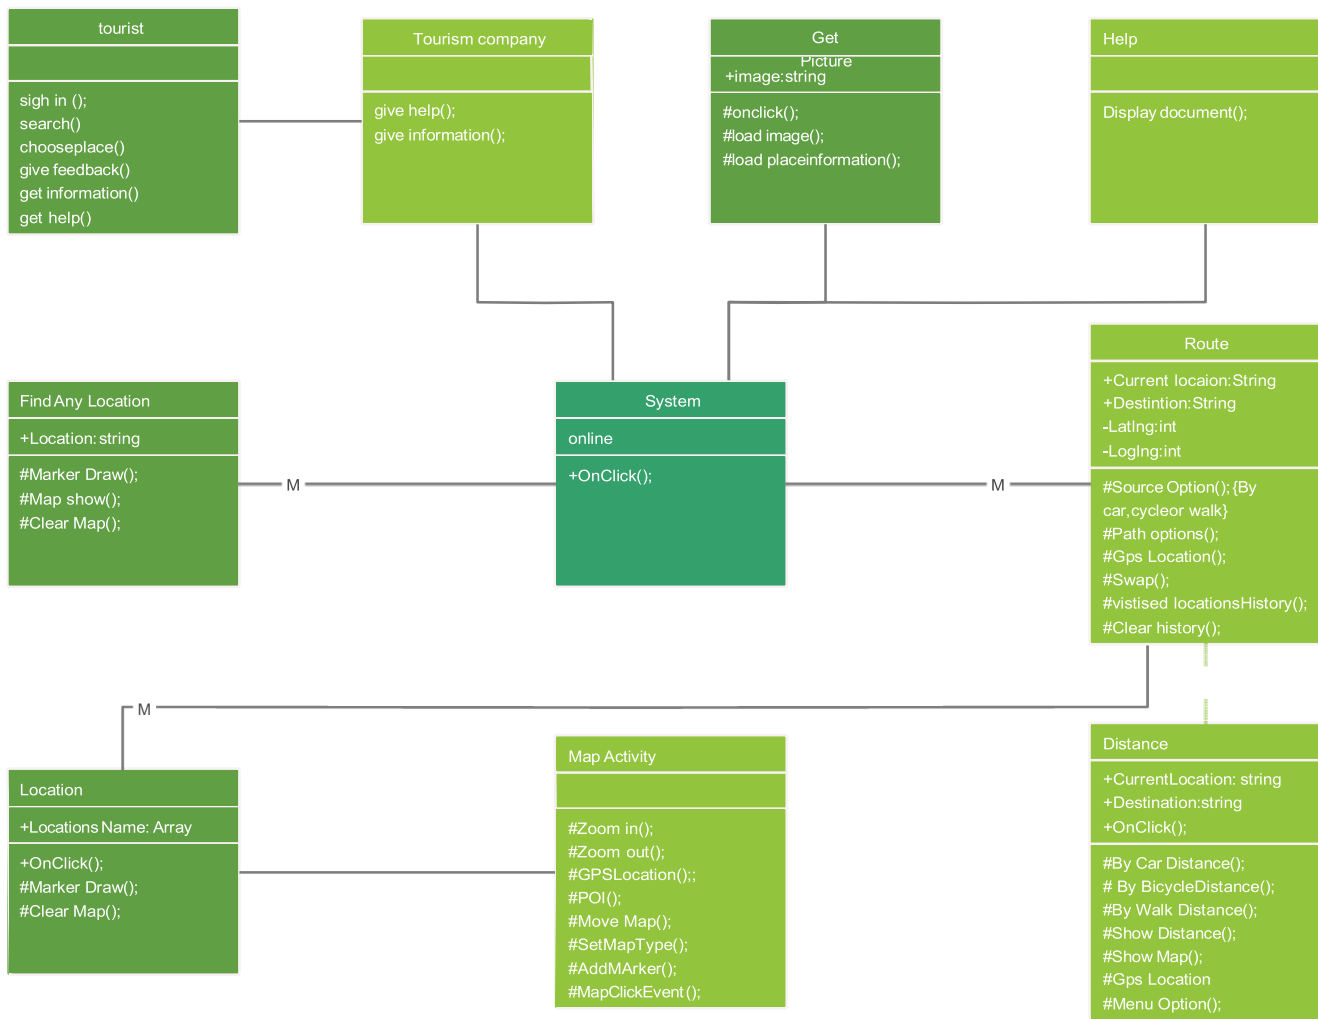 tourist
sigh in ();
search()
chooseplace()
give feedback()
get information()
get help()
Tourism company
give help();
give information();
Get
Picture
+image:string
#onclick();
#load image();
#load placeinformation();
Help
Display document();
Find Any Location
+Location: string
#Marker Draw();
#Map show();
#Clear Map();
M
System
online
+OnClick();
M
Route
+Current locaion:String
+Destintion:String
-Latlng:int
-Loglng:int
#Source Option(); {By
car,cycleor walk}
#Path options();
#Gps Location();
#Swap();
#vistised locationsHistory();
#Clear history();
M
Location
+Locations Name: Array
+OnClick();
#Marker Draw();
#Clear Map();
Map Activity
#Zoom in();
#Zoom out();
#GPSLocation();;
#POI();
#Move Map();
#SetMapType();
#AddMArker();
#MapClickEvent();
Distance
+CurrentLocation: string
+Destination:string
+OnClick();
#By Car Distance();
# By BicycleDistance();
#By Walk Distance();
#Show Distance();
#Show Map();
#Gps Location
#Menu Option();